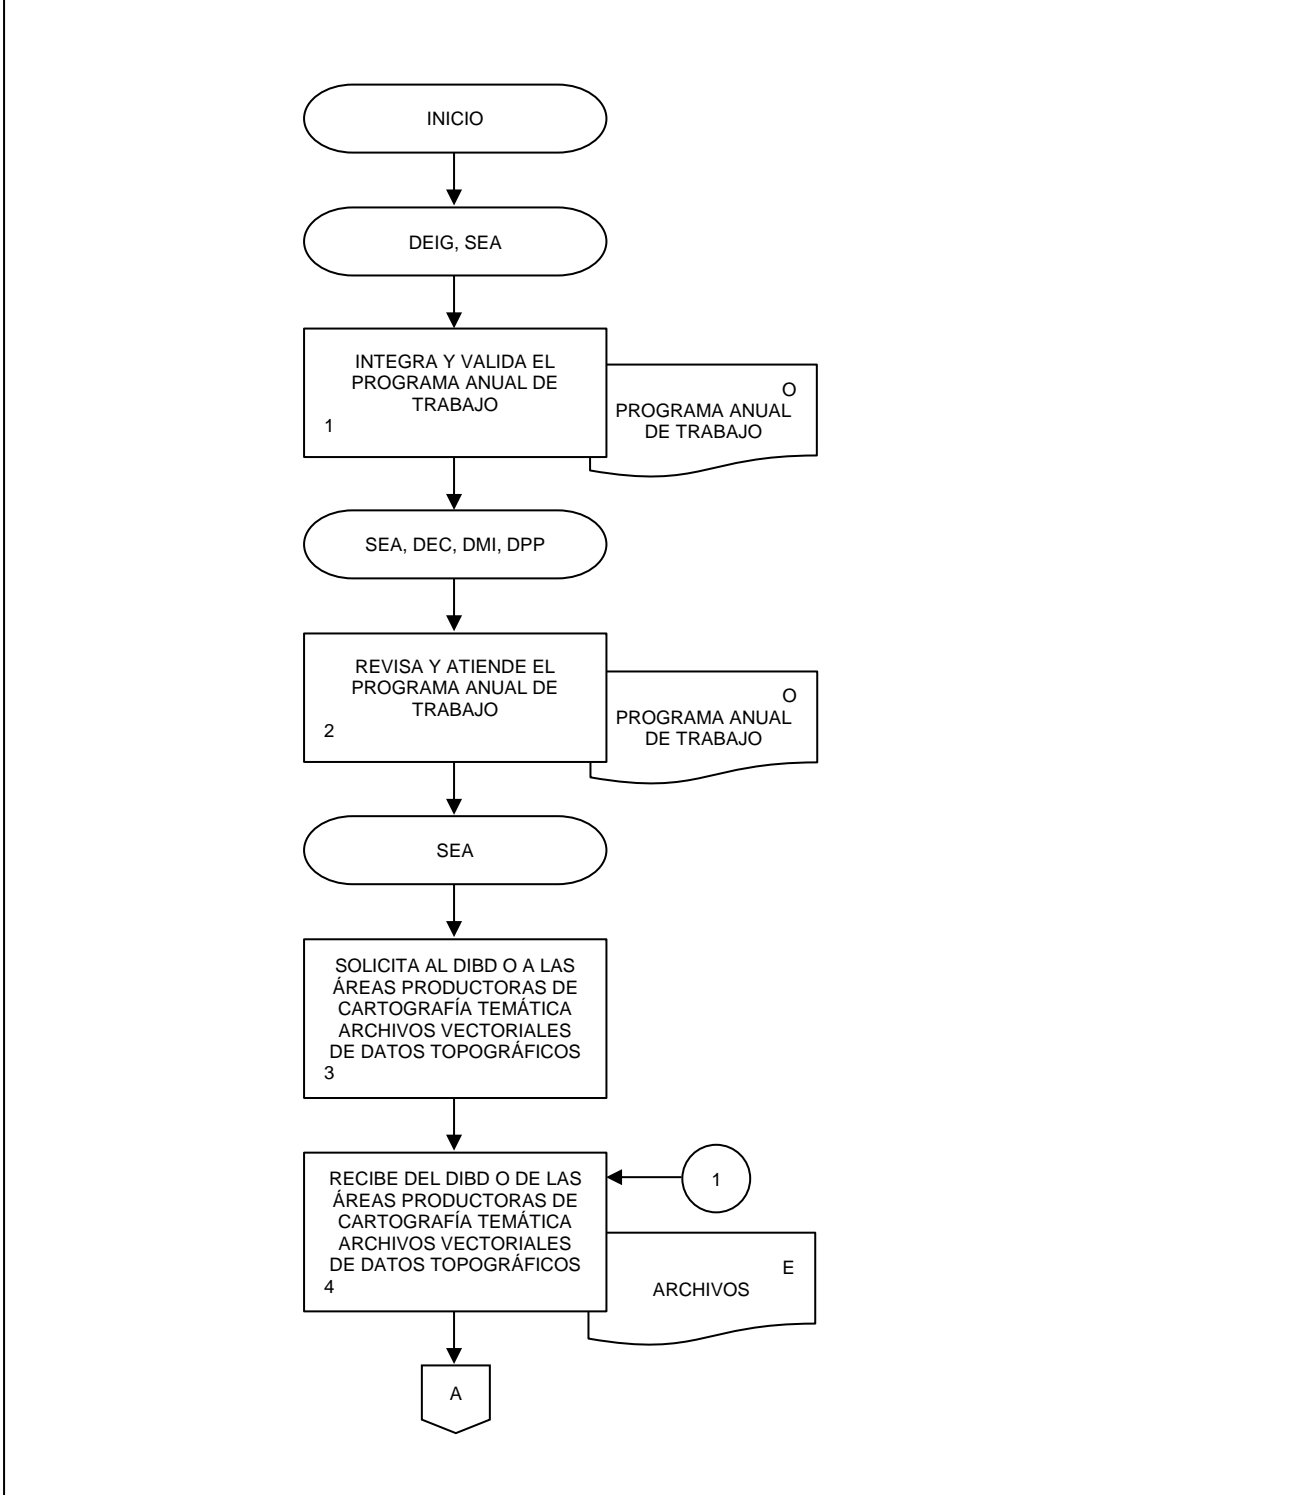 INICIO
DEIG, SEA
INTEGRA Y VALIDA EL
PROGRAMA ANUAL DE
TRABAJO
1
O
PROGRAMA ANUAL
DE TRABAJO
SEA, DEC, DMI, DPP
REVISA Y ATIENDE EL
PROGRAMA ANUAL DE
TRABAJO
2
O
PROGRAMA ANUAL
DE TRABAJO
SEA
SOLICITA AL DIBD O A LAS
ÁREAS PRODUCTORAS DE
CARTOGRAFÍA TEMÁTICA
ARCHIVOS VECTORIALES
DE DATOS TOPOGRÁFICOS
3
RECIBE DEL DIBD O DE LAS
ÁREAS PRODUCTORAS DE
CARTOGRAFÍA TEMÁTICA
ARCHIVOS VECTORIALES
DE DATOS TOPOGRÁFICOS
4
1
E
ARCHIVOS
A